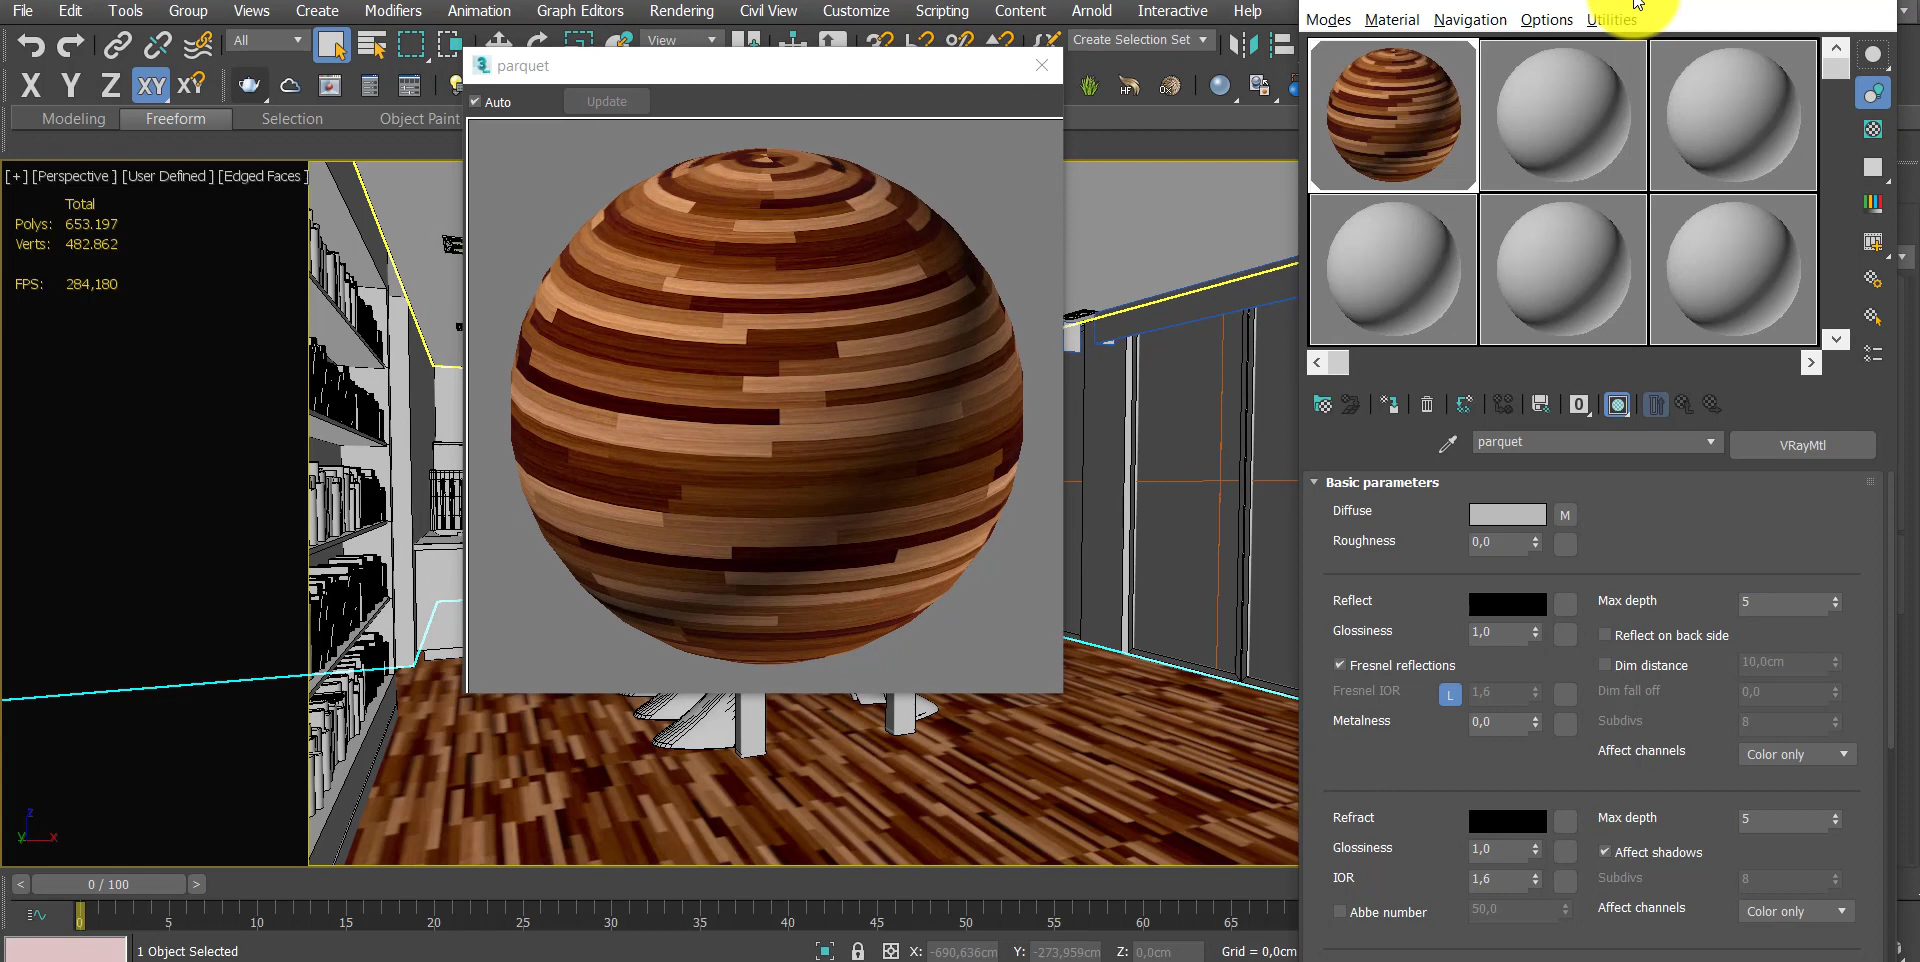 File Edit Tools Group Views Create Modifiers Animation Graph Editors Rendering Civil View Customize Scripting Content Arnold Interactive Help
Modes Material Navigation Options Utilities
All
View
Create Selection Set
X Y Z XY X
HF
parquet
Auto
Update
Modeling Freeform Selection Object Paint
[+] [Perspective ] [User Defined ] [Edged Faces ]
Total
Polys: 653.197
Verts: 482.862
FPS: 284,180
z
y x
0
parquet
VRayMtl
Basic parameters
Diffuse M
Roughness 0,0
Reflect Max depth 5
Glossiness 1,0 Reflect on back side
Fresnel reflections Dim distance 10,0cm
Fresnel IOR L 1,6 Dim fall off 0,0
Metalness 0,0 Subdivs 8
Affect channels Color only
Refract Max depth 5
Glossiness 1,0 Affect shadows
IOR 1,6 Subdivs 8
Abbe number 50,0 Affect channels Color only
< 0 / 100 >
0 5 10 15 20 25 30 35 40 45 50 55 60 65
1 Object Selected X: -690,636cm Y: -273,959cm Z: 0,0cm Grid = 0,0cm